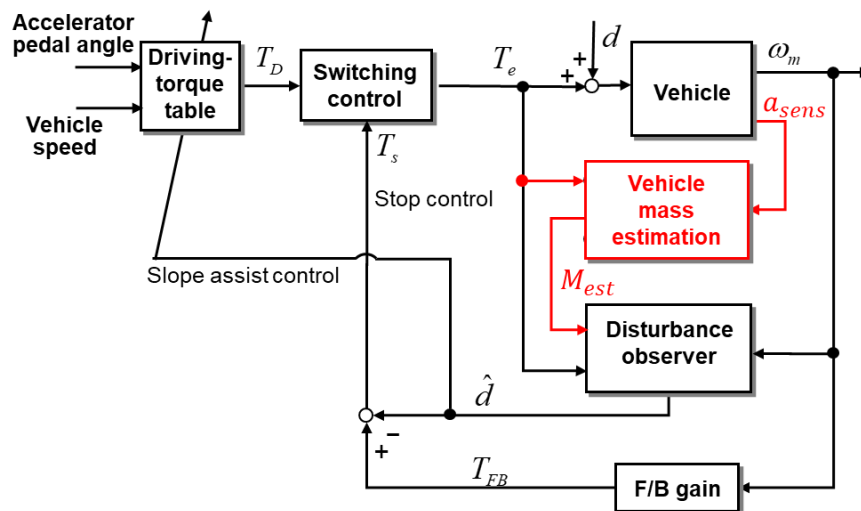 Accelerator
pedal angle
Vehicle
speed
Driving-
torque
table
T_D
Switching
control
T_e
+
+
d
Vehicle
ω_m
a_sens
T_s
Stop control
Vehicle
mass
estimation
Slope assist control
M_est
Disturbance
observer
d̂
−
+
T_FB
F/B gain